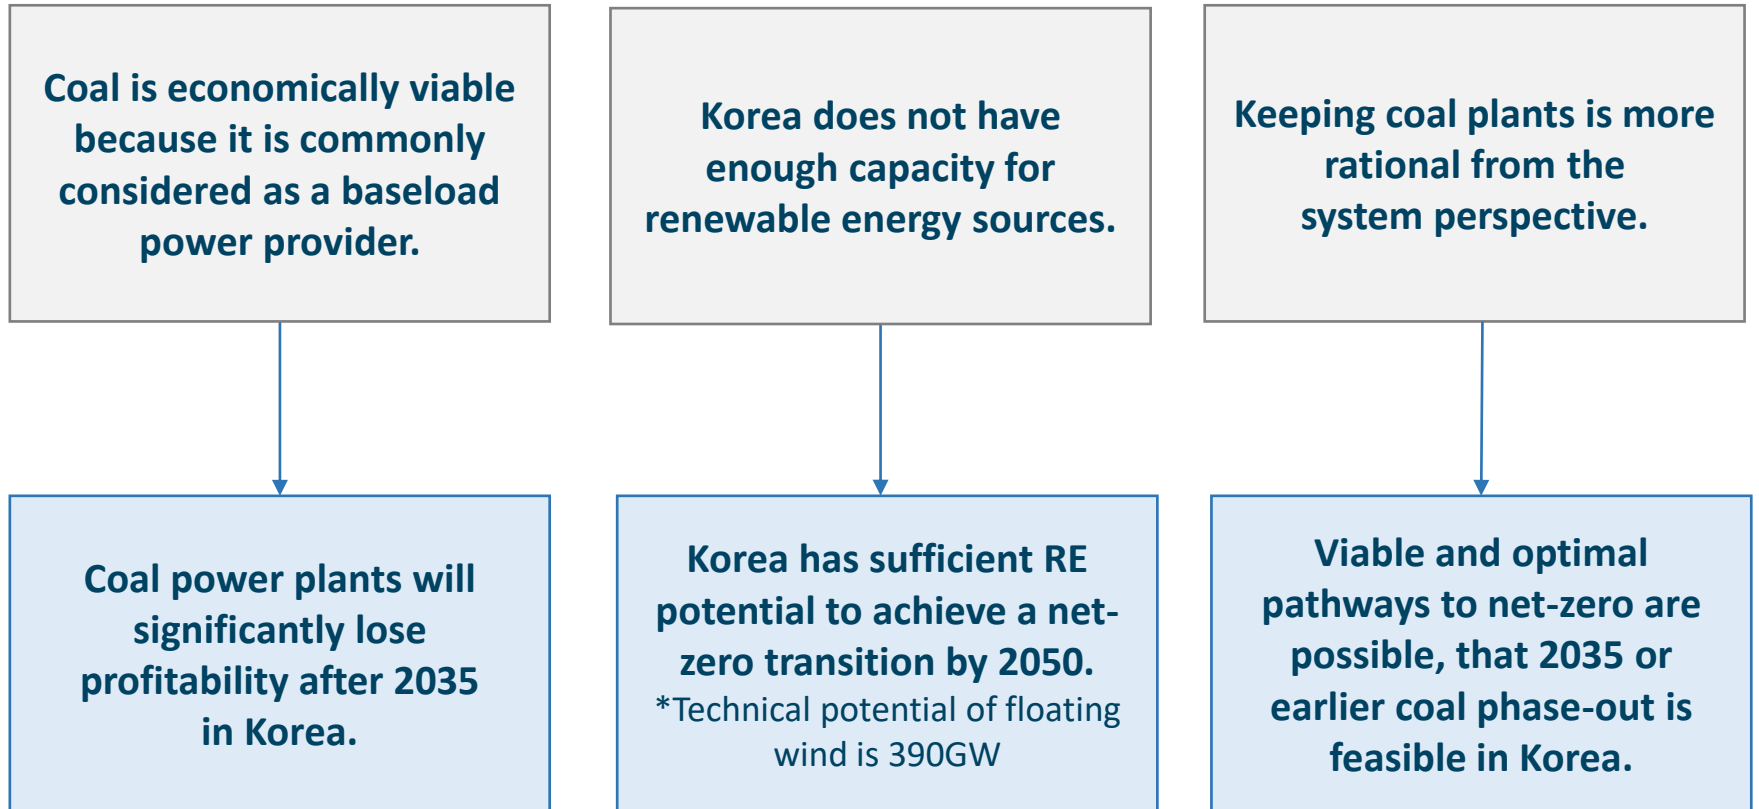 Coal is economically viable
because it is commonly
considered as a baseload
power provider.
Korea does not have
enough capacity for
renewable energy sources.
Keeping coal plants is more
rational from the
system perspective.
Coal power plants will
significantly lose
profitability after 2035
in Korea.
Korea has sufficient RE
potential to achieve a net-
zero transition by 2050.
*Technical potential of floating
wind is 390GW
Viable and optimal
pathways to net-zero are
possible, that 2035 or
earlier coal phase-out is
feasible in Korea.